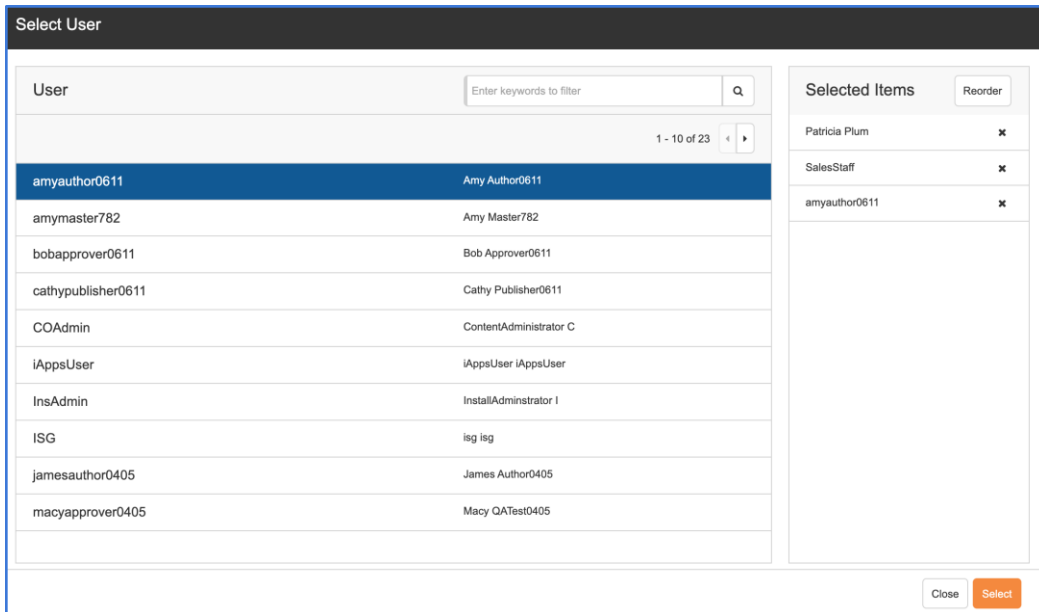 Select User
User
Enter keywords to filter
1 - 10 of 23
amyauthor0611 Amy Author0611
amymaster782 Amy Master782
bobapprover0611 Bob Approver0611
cathypublisher0611 Cathy Publisher0611
COAdmin ContentAdministrator C
iAppsUser iAppsUser iAppsUser
InsAdmin InstallAdminstrator I
ISG isg isg
jamesauthor0405 James Author0405
macyapprover0405 Macy QATest0405
Selected Items Reorder
Patricia Plum
SalesStaff
amyauthor0611
Close Select